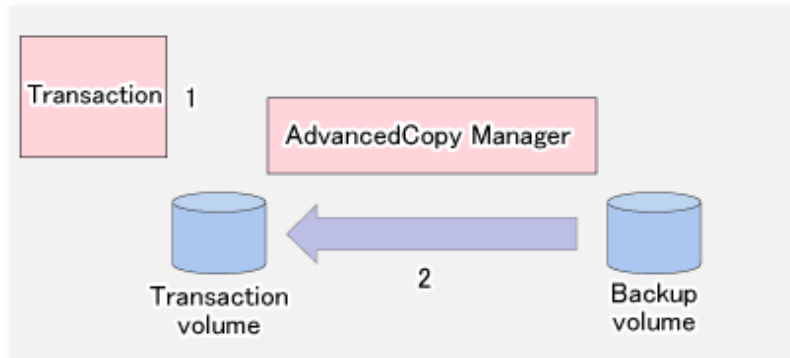 Transaction 1
AdvancedCopy Manager
2
Transaction
volume
Backup
volume